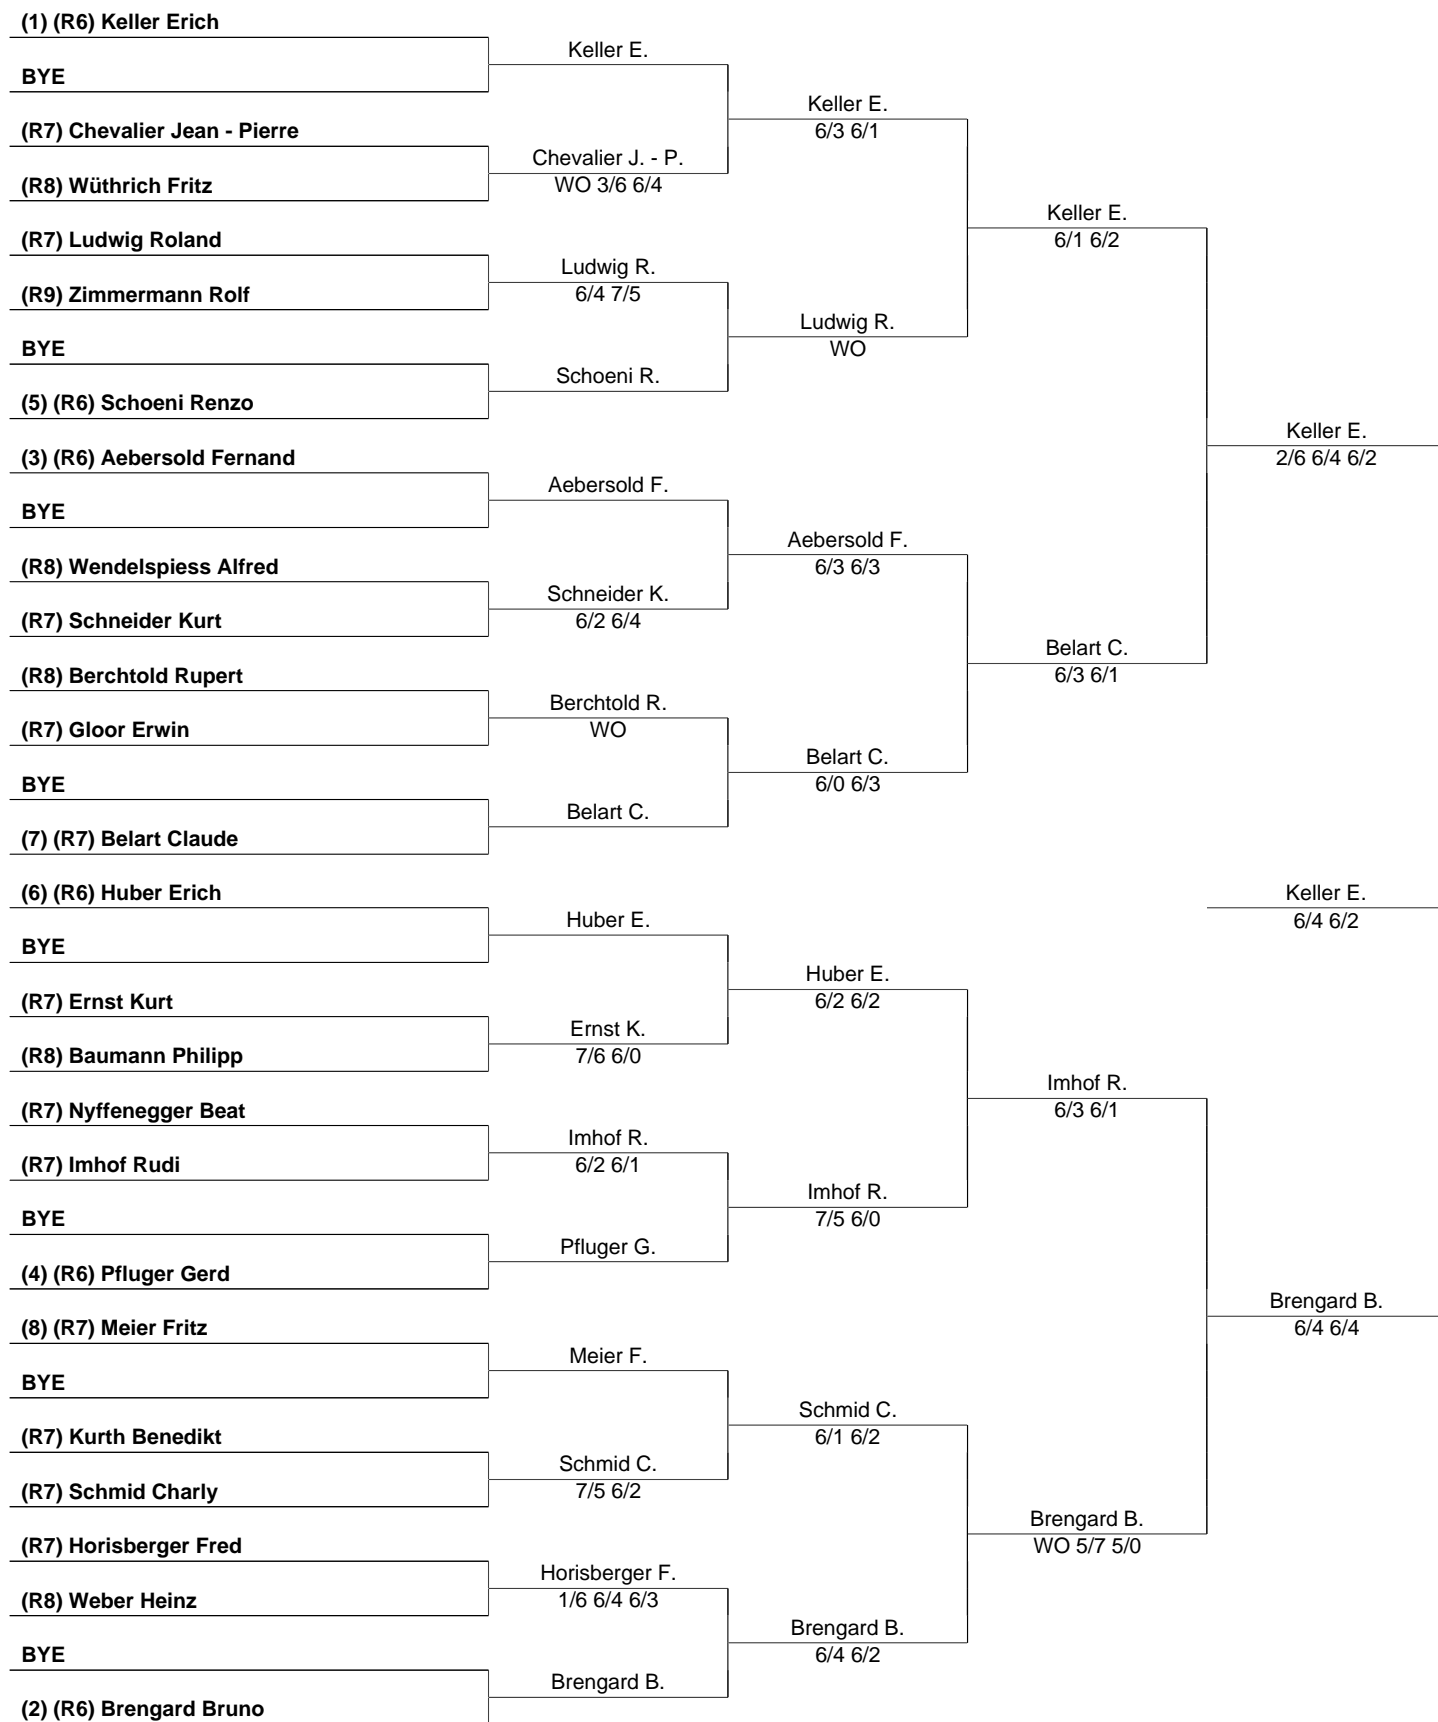 (1) (R6) Keller Erich
Keller E.
BYE
Keller E.
6/3 6/1
(R7) Chevalier Jean - Pierre
Chevalier J. - P.
WO 3/6 6/4
(R8) Wüthrich Fritz
Keller E.
6/1 6/2
(R7) Ludwig Roland
Ludwig R.
6/4 7/5
(R9) Zimmermann Rolf
Ludwig R.
WO
BYE
Schoeni R.
(5) (R6) Schoeni Renzo
Keller E.
2/6 6/4 6/2
(3) (R6) Aebersold Fernand
Aebersold F.
BYE
Aebersold F.
6/3 6/3
(R8) Wendelspiess Alfred
Schneider K.
6/2 6/4
(R7) Schneider Kurt
Belart C.
6/3 6/1
(R8) Berchtold Rupert
Berchtold R.
WO
(R7) Gloor Erwin
Belart C.
6/0 6/3
BYE
Belart C.
(7) (R7) Belart Claude
(6) (R6) Huber Erich
Keller E.
6/4 6/2
Huber E.
BYE
Huber E.
6/2 6/2
(R7) Ernst Kurt
Ernst K.
7/6 6/0
(R8) Baumann Philipp
Imhof R.
6/3 6/1
(R7) Nyffenegger Beat
Imhof R.
6/2 6/1
(R7) Imhof Rudi
Imhof R.
7/5 6/0
BYE
Pfluger G.
(4) (R6) Pfluger Gerd
Brengard B.
6/4 6/4
(8) (R7) Meier Fritz
Meier F.
BYE
Schmid C.
6/1 6/2
(R7) Kurth Benedikt
Schmid C.
7/5 6/2
(R7) Schmid Charly
Brengard B.
WO 5/7 5/0
(R7) Horisberger Fred
Horisberger F.
1/6 6/4 6/3
(R8) Weber Heinz
Brengard B.
6/4 6/2
BYE
Brengard B.
(2) (R6) Brengard Bruno